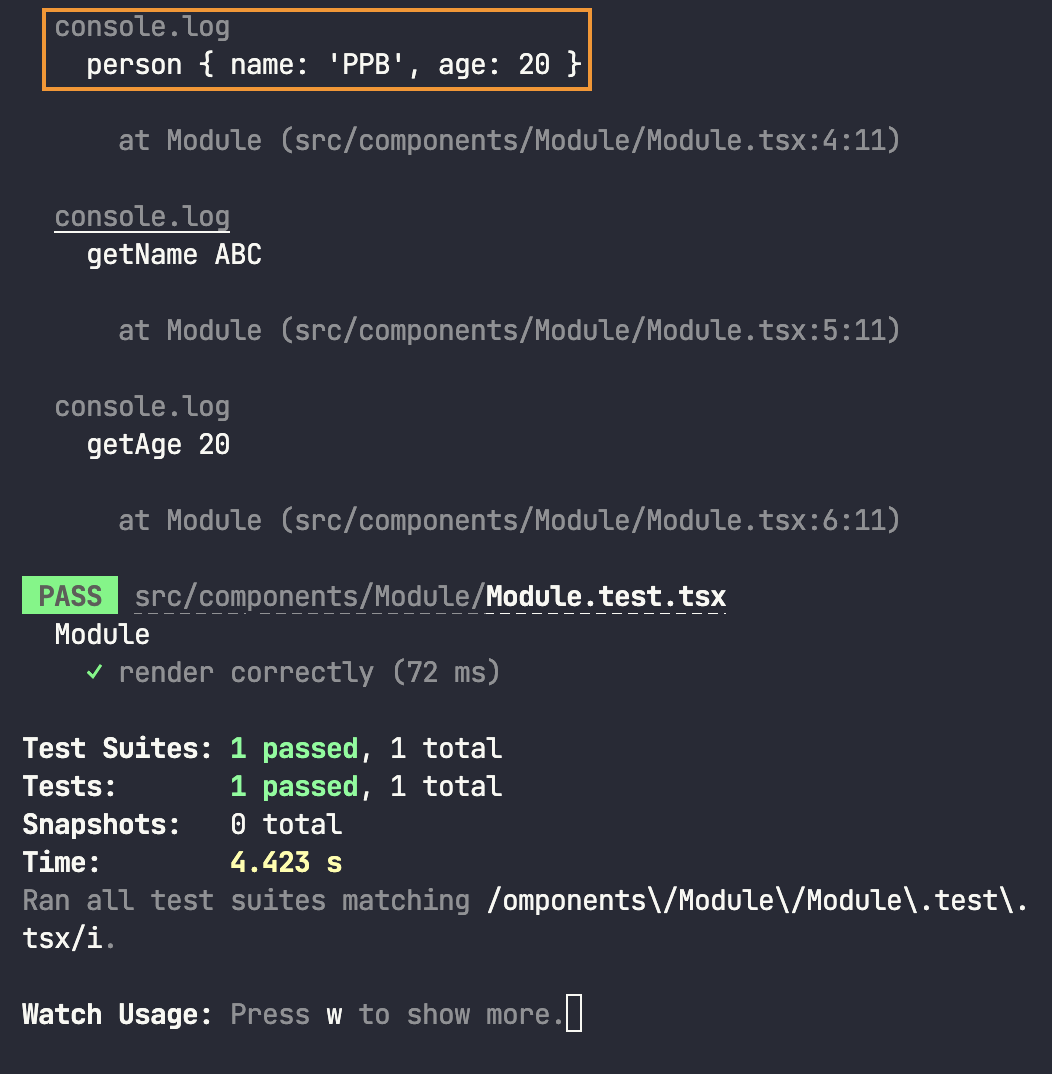 console.log
person { name: 'PPB', age: 20 }
at Module (src/components/Module/Module.tsx:4:11)
console.log
getName ABC
at Module (src/components/Module/Module.tsx:5:11)
console.log
getAge 20
at Module (src/components/Module/Module.tsx:6:11)
PASS src/components/Module/Module.test.tsx
Module
✓ render correctly (72 ms)
Test Suites: 1 passed, 1 total
Tests: 1 passed, 1 total
Snapshots: 0 total
Time: 4.423 s
Ran all test suites matching /omponents\/Module\/Module\.test\.
tsx/i.
Watch Usage: Press w to show more.